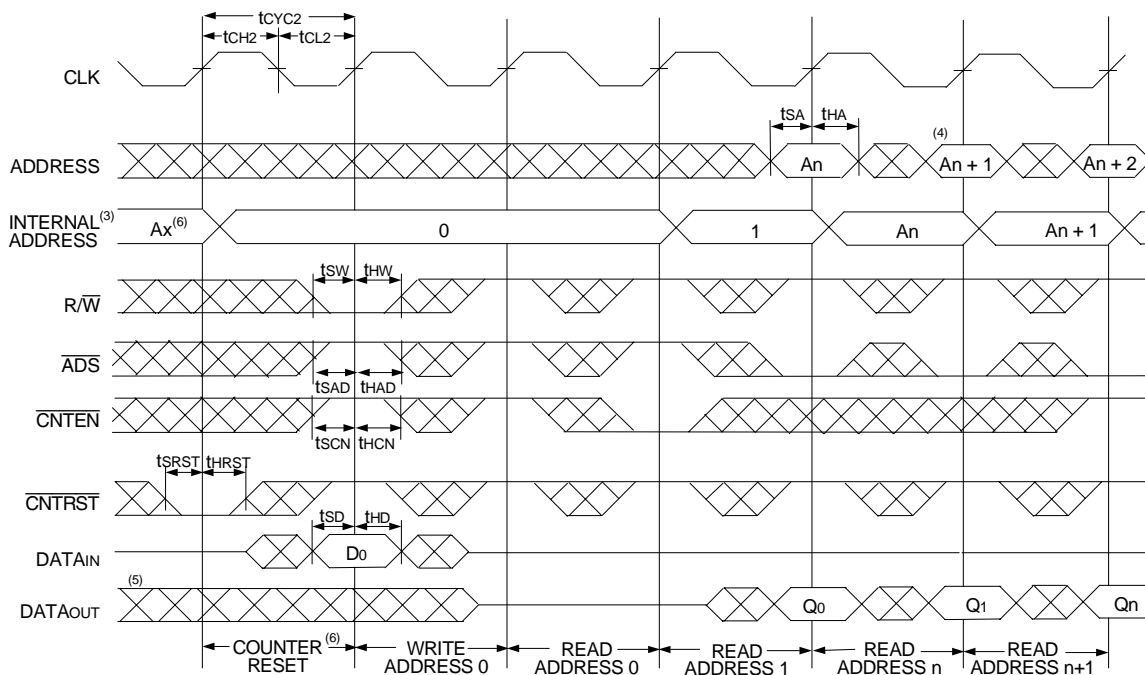 tCYC2
tCH2 tCL2
CLK
tSA tHA
(4)
ADDRESS An An + 1 An + 2
INTERNAL(3)
ADDRESS Ax(6) 0 1 An An + 1
tSW tHW
R/W̅
A̅D̅S̅
tSAD tHAD
C̅N̅T̅E̅N̅
tSCN tHCN
tSRST tHRST
C̅N̅T̅R̅S̅T̅
tSD tHD
DATAIN D0
(5)
DATAOUT Q0 Q1 Qn
COUNTER(6) WRITE READ READ READ READ
RESET ADDRESS 0 ADDRESS 0 ADDRESS 1 ADDRESS n ADDRESS n+1